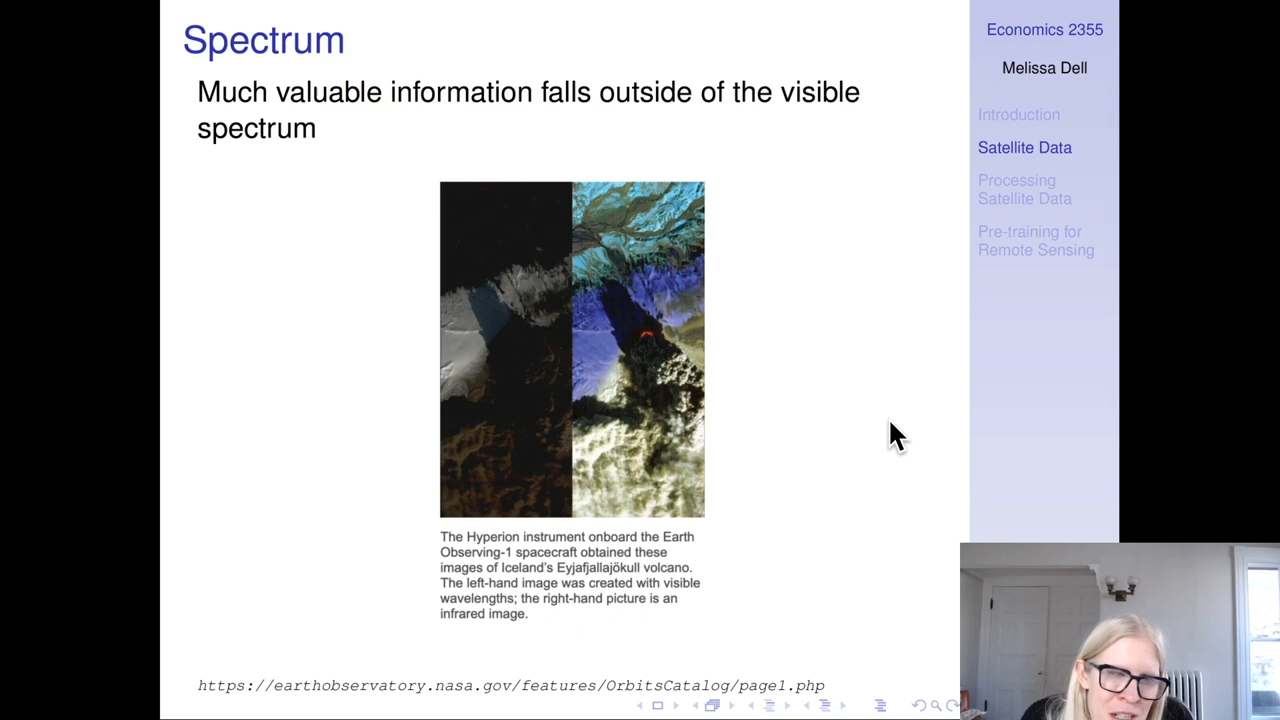 Spectrum
Much valuable information falls outside of the visible
spectrum
The Hyperion instrument onboard the Earth
Observing-1 spacecraft obtained these
images of Iceland's Eyjafjallajökull volcano.
The left-hand image was created with visible
wavelengths; the right-hand picture is an
infrared image.
https://earthobservatory.nasa.gov/features/OrbitsCatalog/page1.php
Economics 2355
Melissa Dell
Introduction
Satellite Data
Processing
Satellite Data
Pre-training for
Remote Sensing